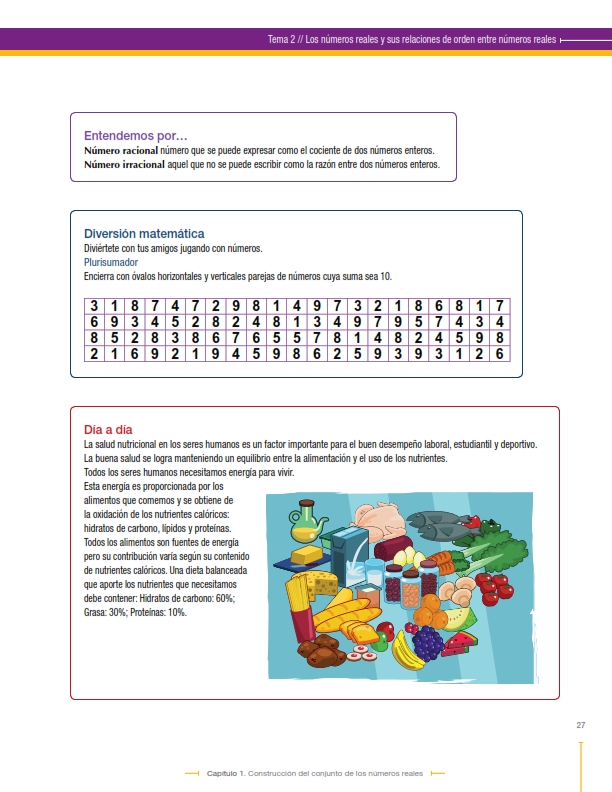 Tema 2 // Los números reales y sus relaciones de orden entre números reales
Entendemos por...
Número racional número que se puede expresar como el cociente de dos números enteros.
Número irracional aquel que no se puede escribir como la razón entre dos números enteros.
Diversión matemática
Diviértete con tus amigos jugando con números.
Plurisumador
Encierra con óvalos horizontales y verticales parejas de números cuya suma sea 10.
3 1 8 7 4 7 2 9 8 1 4 9 7 3 2 1 8 6 8 1 7
6 9 3 4 5 2 8 2 4 8 1 3 4 9 7 9 5 7 4 3 4
8 5 2 8 3 8 6 7 6 5 5 7 8 1 4 8 2 4 5 9 8
2 1 6 9 2 1 9 4 5 9 8 6 2 5 9 3 9 3 1 2 6
Día a día
La salud nutricional en los seres humanos es un factor importante para el buen desempeño laboral, estudiantil y deportivo.
La buena salud se logra manteniendo un equilibrio entre la alimentación y el uso de los nutrientes.
Todos los seres humanos necesitamos energía para vivir.
Esta energía es proporcionada por los
alimentos que comemos y se obtiene de
la oxidación de los nutrientes calóricos:
hidratos de carbono, lípidos y proteínas.
Todos los alimentos son fuentes de energía
pero su contribución varía según su contenido
de nutrientes calóricos. Una dieta balanceada
que aporte los nutrientes que necesitamos
debe contener: Hidratos de carbono: 60%;
Grasa: 30%; Proteínas: 10%.
27
Capítulo 1. Construcción del conjunto de los números reales